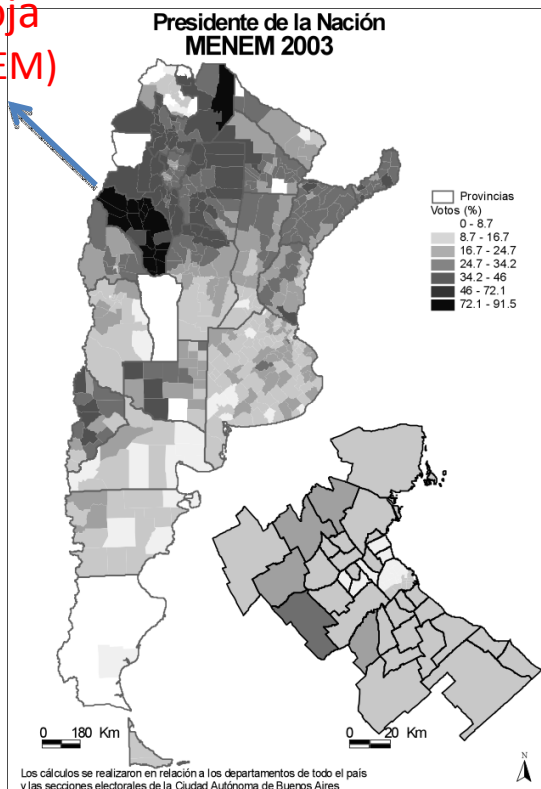 oja
EM)
Presidente de la Nación
MENEM 2003
Provincias
Votos (%)
0 - 8.7
8.7 - 16.7
16.7 - 24.7
24.7 - 34.2
34.2 - 46
46 - 72.1
72.1 - 91.5
0 180 Km
0 20 Km
N
Los cálculos se realizaron en relación a los departamentos de todo el país
y las secciones electorales de la Ciudad Autónoma de Buenos Aires